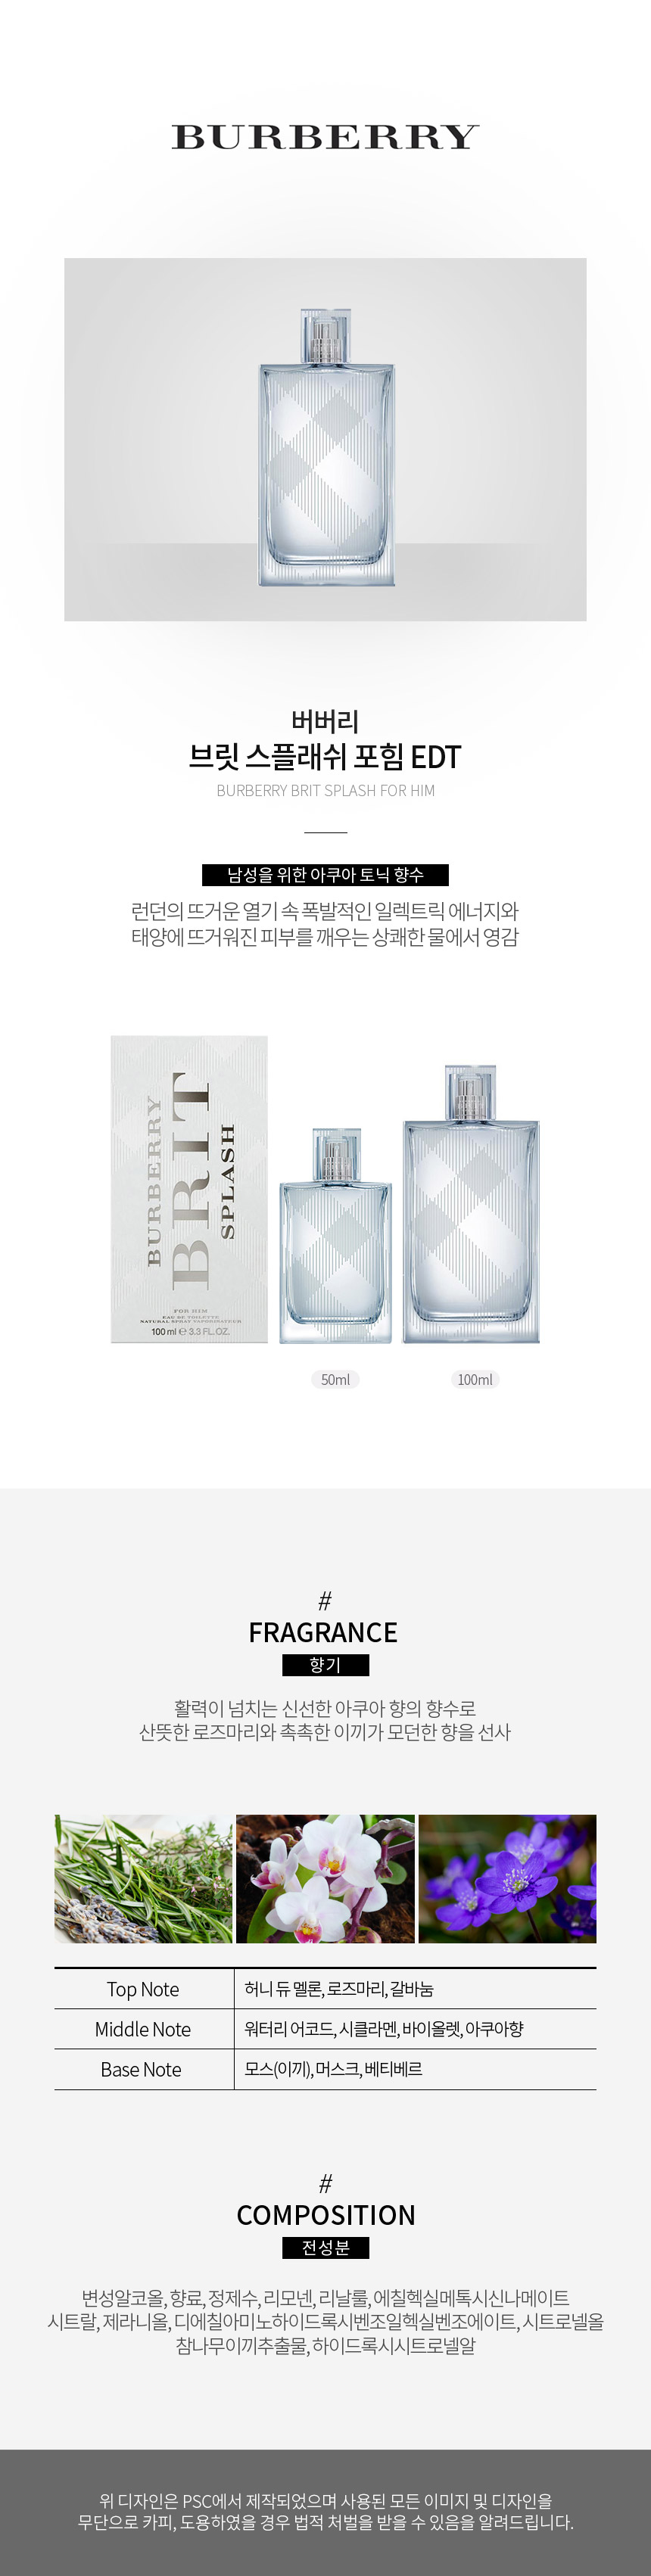 BURBERRY
버버리
브릿 스플래쉬 포힘 EDT
BURBERRY BRIT SPLASH FOR HIM
남성을 위한 아쿠아 토닉 향수
런던의 뜨거운 열기 속 폭발적인 일렉트릭 에너지와
태양에 뜨거워진 피부를 깨우는 상쾌한 물에서 영감
BURBERRY
BRIT
SPLASH
FOR HIM
EAU DE TOILETTE
NATURAL SPRAY VAPORISATEUR
100 ml ℮ 3.3 FL.OZ.
50ml
100ml
#
FRAGRANCE
향기
활력이 넘치는 신선한 아쿠아 향의 향수로
산뜻한 로즈마리와 촉촉한 이끼가 모던한 향을 선사
Top Note 허니 듀 멜론, 로즈마리, 갈바눔
Middle Note 워터리 어코드, 시클라멘, 바이올렛, 아쿠아향
Base Note 모스(이끼), 머스크, 베티베르
#
COMPOSITION
전성분
변성알코올, 향료, 정제수, 리모넨, 리날룰, 에칠헥실메톡시신나메이트
시트랄, 제라니올, 디에칠아미노하이드록시벤조일헥실벤조에이트, 시트로넬올
참나무이끼추출물, 하이드록시시트로넬알
위 디자인은 PSC에서 제작되었으며 사용된 모든 이미지 및 디자인을
무단으로 카피, 도용하였을 경우 법적 처벌을 받을 수 있음을 알려드립니다.